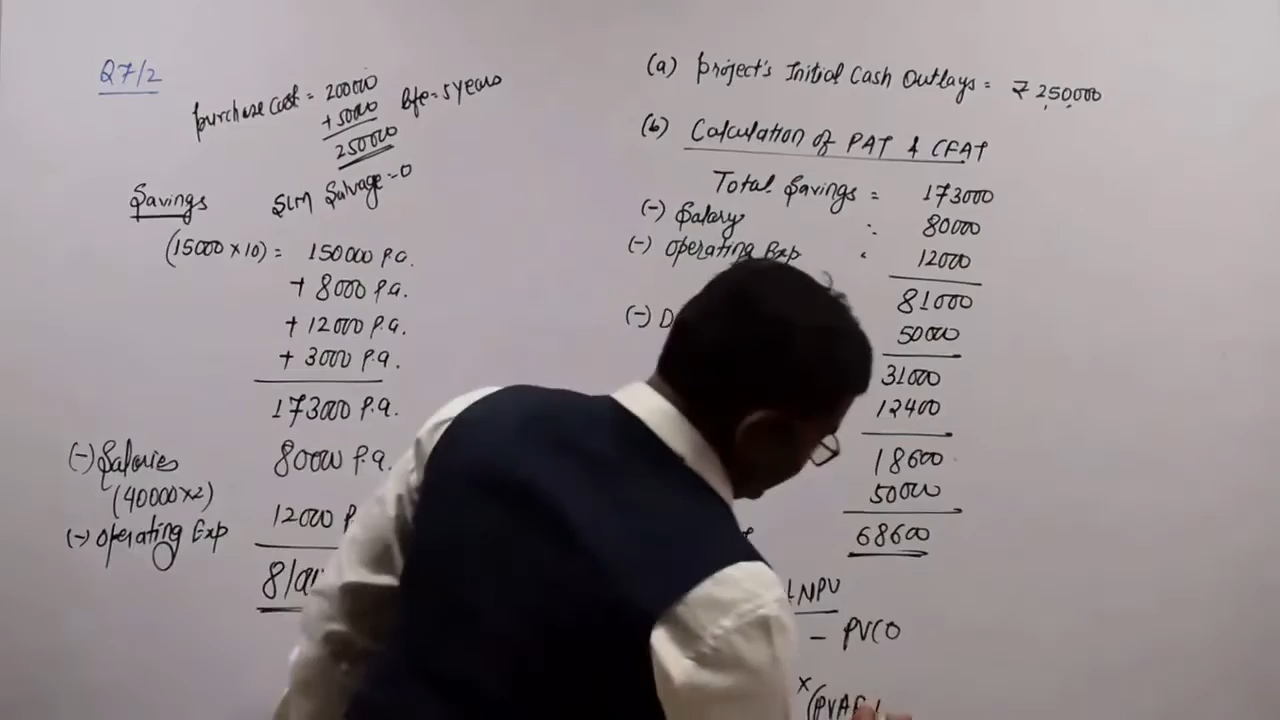 Q7/2
Purchase Cost = 200000
+ 50000
250000
life = 5 years
SLM Salvage = 0
Savings
(15000 x 10) = 150000 P.a.
+ 8000 P.a.
+ 12000 P.a.
+ 3000 P.a.
173000 P.a.
(-) Salaries 80000 P.a.
(40000 x 2)
(-) Operating Exp 12000 P
(a) Project's Initial Cash Outlays = ₹ 250000
(b) Calculation of PAT & CFAT
Total Savings = 173000
(-) Salary : 80000
(-) Operating Exp : 12000
81000
(-) D 50000
31000
12400
18600
50000
68600
NPV
- PVCO
x (PVAF